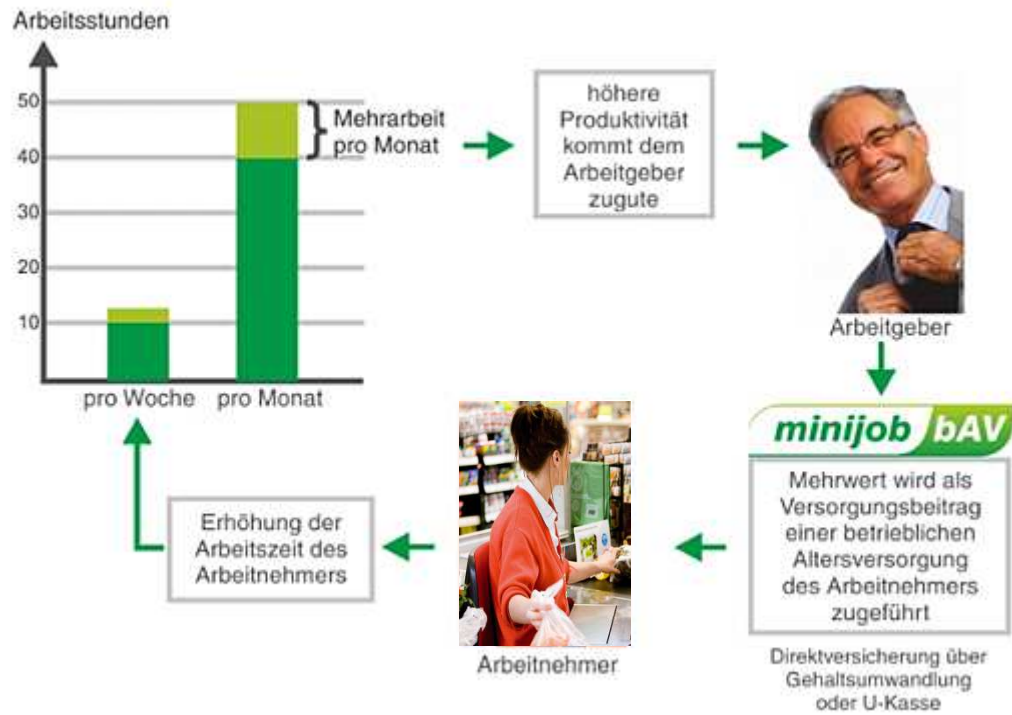 Arbeitsstunden
50
40
30
20
10
pro Woche
pro Monat
Mehrarbeit
pro Monat
höhere
Produktivität
kommt dem
Arbeitgeber
zugute
Arbeitgeber
minijob bAV
Mehrwert wird als
Versorgungsbeitrag
einer betrieblichen
Altersversorgung
des Arbeitnehmers
zugeführt
Direktversicherung über
Gehaltsumwandlung
oder U-Kasse
Arbeitnehmer
Erhöhung der
Arbeitszeit des
Arbeitnehmers